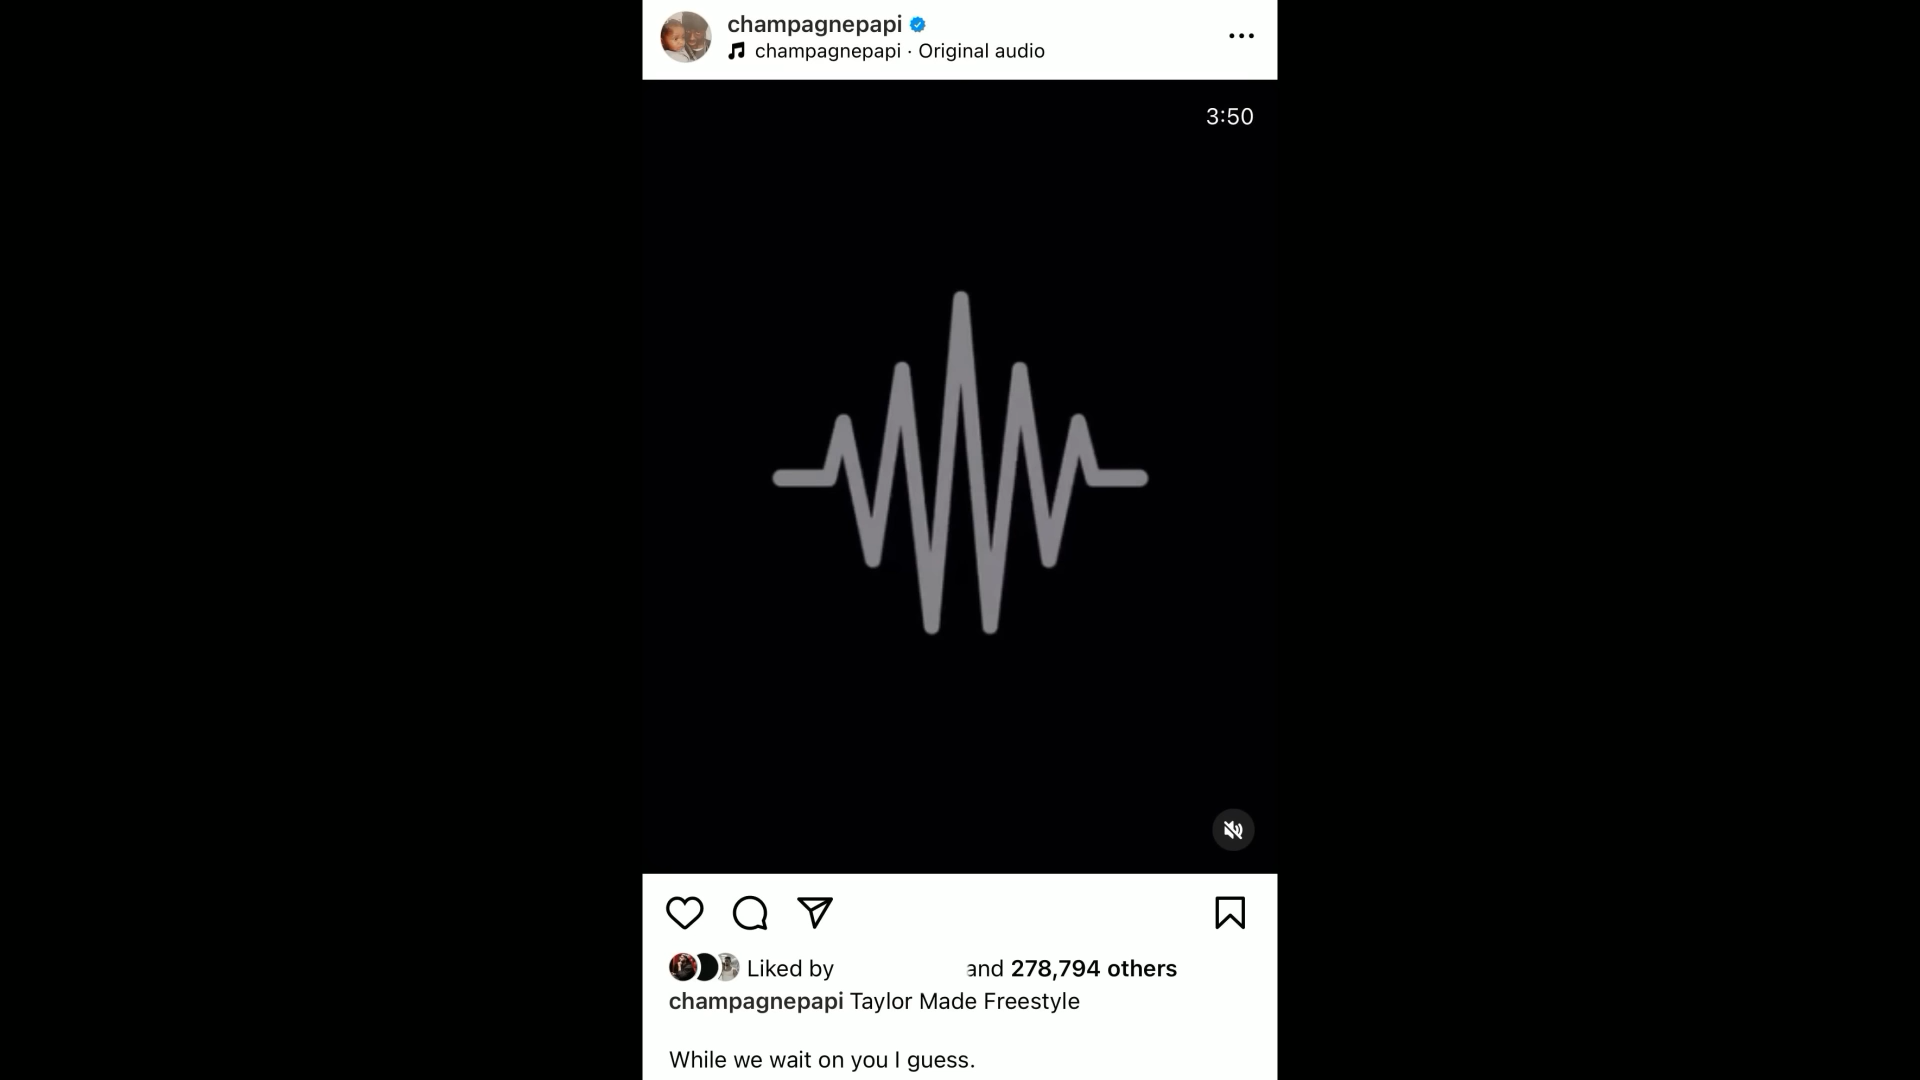 champagnepapi
champagnepapi · Original audio
3:50
Liked by and 278,794 others
champagnepapi Taylor Made Freestyle
While we wait on you I guess.